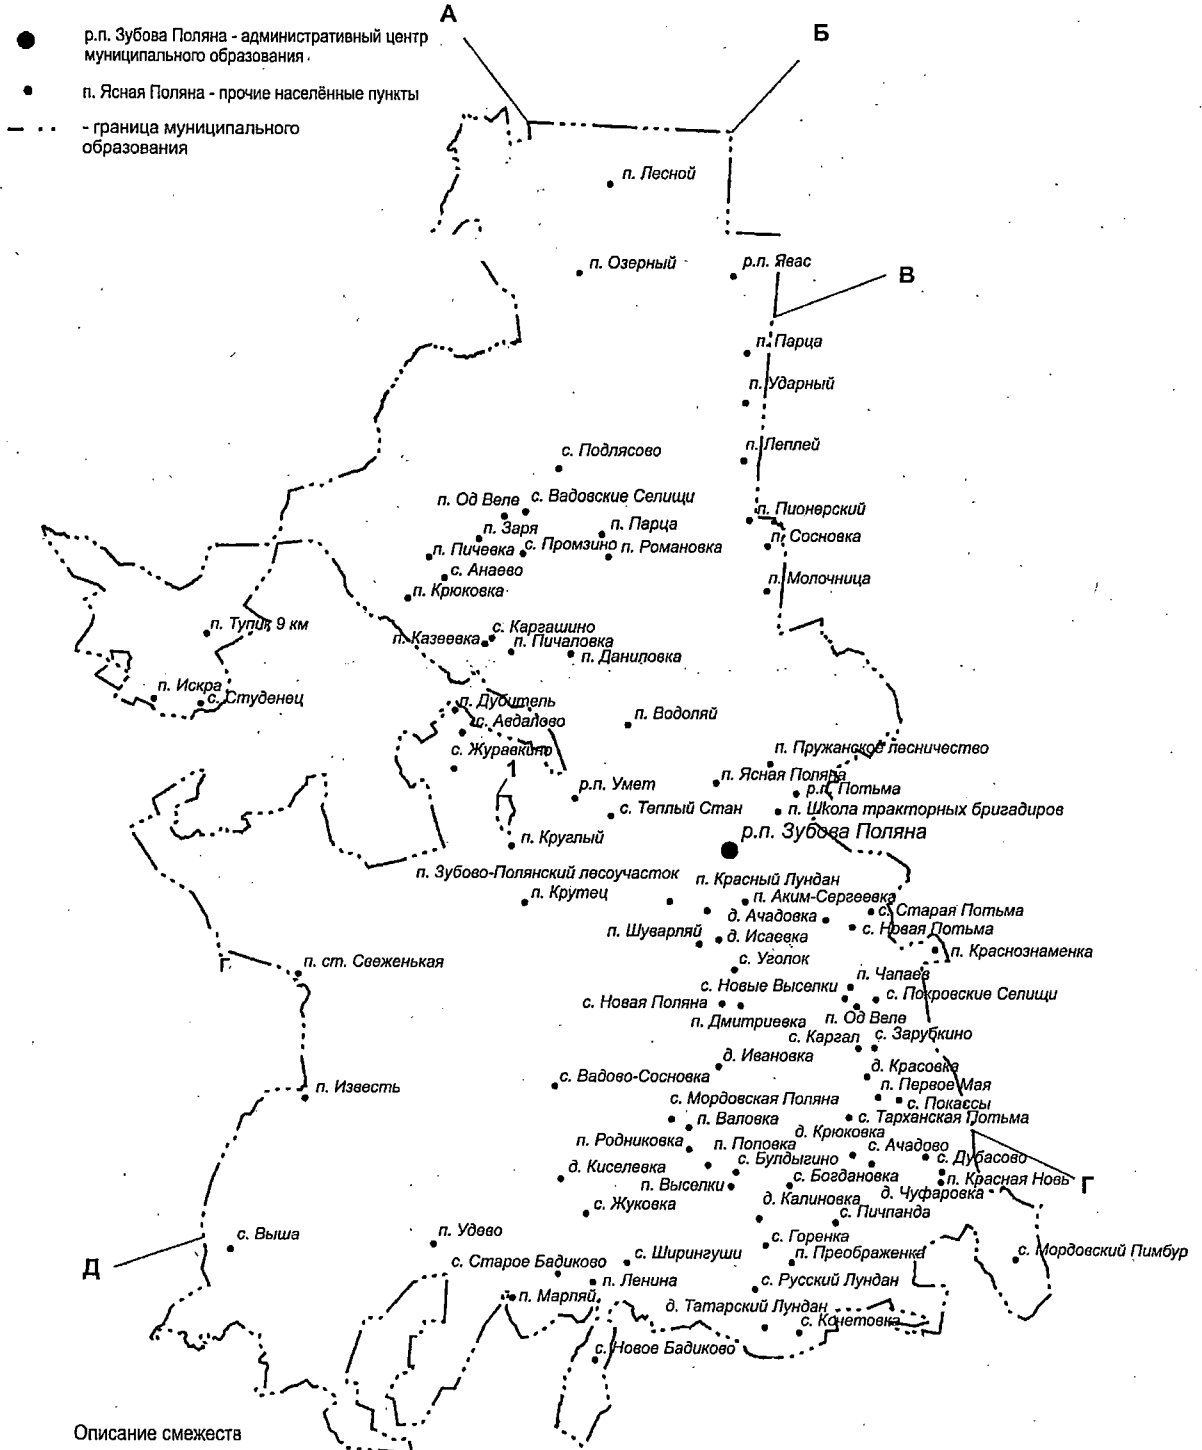 А
Б
р.п. Зубова Поляна - административный центр
муниципального образования
п. Ясная Поляна - прочие населённые пункты
- граница муниципального
образования
п. Лесной
п. Озерный
р.п. Явас
В
п. Парца
п. Ударный
п. Леплей
с. Подлясово
п. Од Веле
с. Вадовские Селищи
п. Пионерский
п. Заря
п. Парца
п. Сосновка
п. Пичевка
с. Промзино
п. Романовка
с. Анаево
п. Молочница
п. Крюковка
п. Тупик 9 км
с. Каргашино
п. Казеевка
п. Пичаловка
п. Даниловка
п. Искра
с. Студенец
п. Дубитель
с. Авдалово
п. Водоляй
с. Журавкино
п. Пружанское лесничество
1
п. Ясная Поляна
р.п. Умет
р.п. Потьма
с. Теплый Стан
п. Школа тракторных бригадиров
п. Круглый
р.п. Зубова Поляна
п. Зубово-Полянский лесоучасток
п. Красный Лундан
п. Крутец
п. Аким-Сергеевка
д. Ачадовка
с. Старая Потьма
п. Шуварляй
д. Исаевка
с. Новая Потьма
п. Краснознаменка
с. Уголок
п. ст. Свеженькая
п. Чапаев
с. Новые Выселки
с. Покровские Селищи
с. Новая Поляна
п. Дмитриевка
п. Од Веле
с. Каргал
с. Зарубкино
д. Ивановка
д. Красовка
с. Вадово-Сосновка
п. Первое Мая
п. Известь
с. Мордовская Поляна
с. Покассы
п. Валовка
с. Тарханская Потьма
п. Родниковка
п. Поповка
д. Крюковка
с. Ачадово
с. Булдыгино
с. Дубасово
д. Киселевка
п. Выселки
с. Богдановка
п. Красная Новь
Г
д. Калиновка
д. Чуфаровка
с. Жуковка
с. Пичпанда
с. Выша
п. Удево
с. Горенка
с. Старое Бадиково
с. Ширингуши
п. Преображенка
с. Мордовский Пимбур
Д
п. Ленина
с. Русский Лундан
п. Марляй
д. Татарский Лундан
с. Кочетовка
с. Новое Бадиково
Описание смежеств